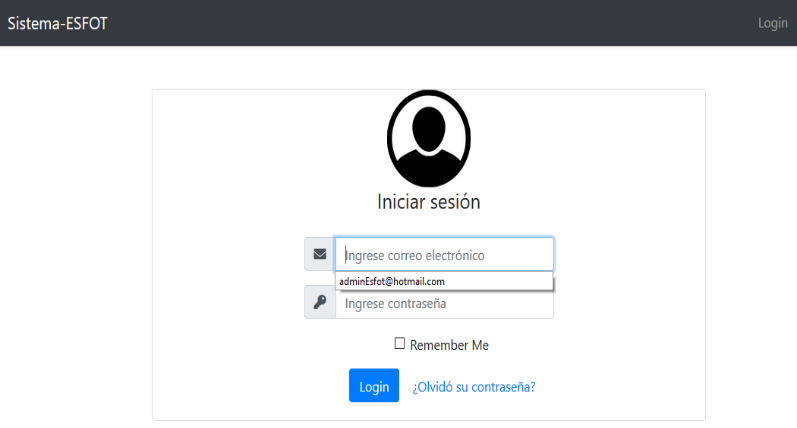 Sistema-ESFOT
Login
Iniciar sesión
Ingrese correo electrónico
adminEsfot@hotmail.com
Ingrese contraseña
Remember Me
Login ¿Olvidó su contraseña?